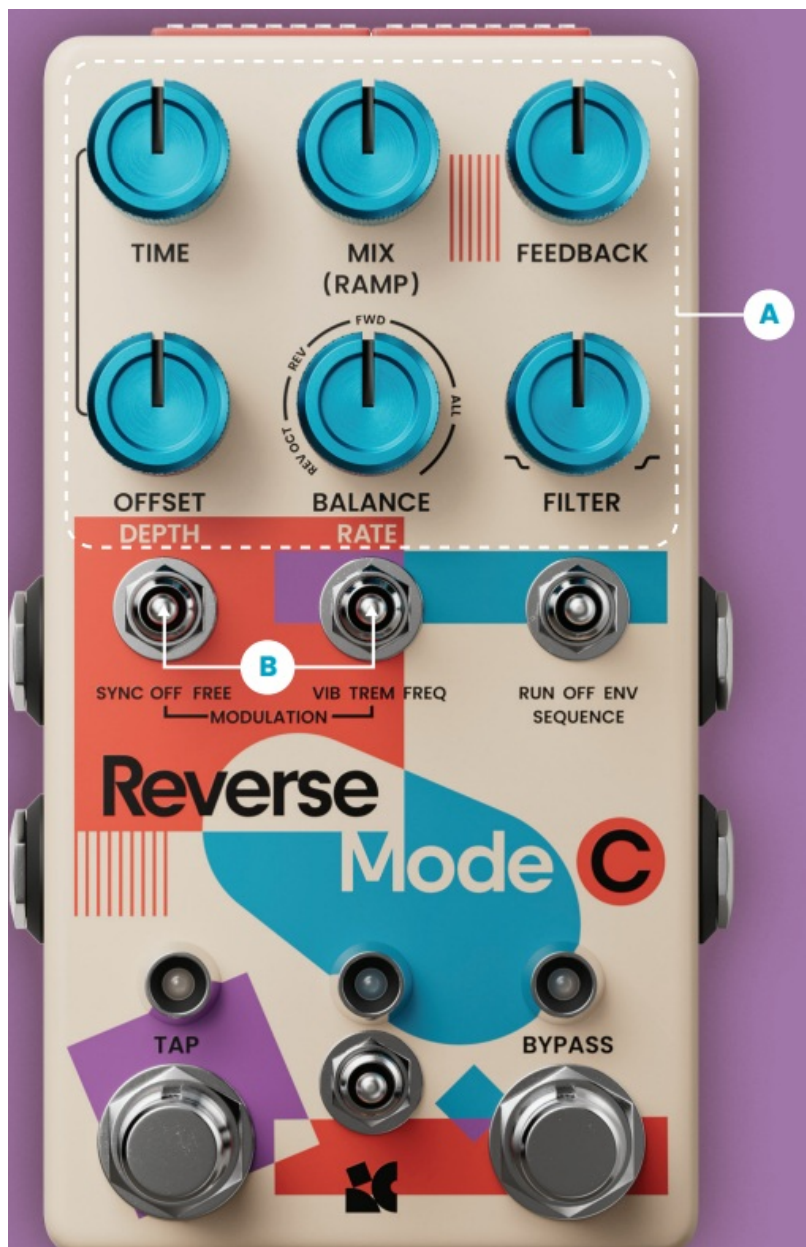 TIME
MIX
(RAMP)
FEEDBACK
A
FWD
REV
ALL
REV OCT
OFFSET
BALANCE
FILTER
DEPTH
RATE
B
SYNC OFF FREE
VIB TREM FREQ
RUN OFF ENV
MODULATION
SEQUENCE
Reverse
Mode C
TAP
BYPASS